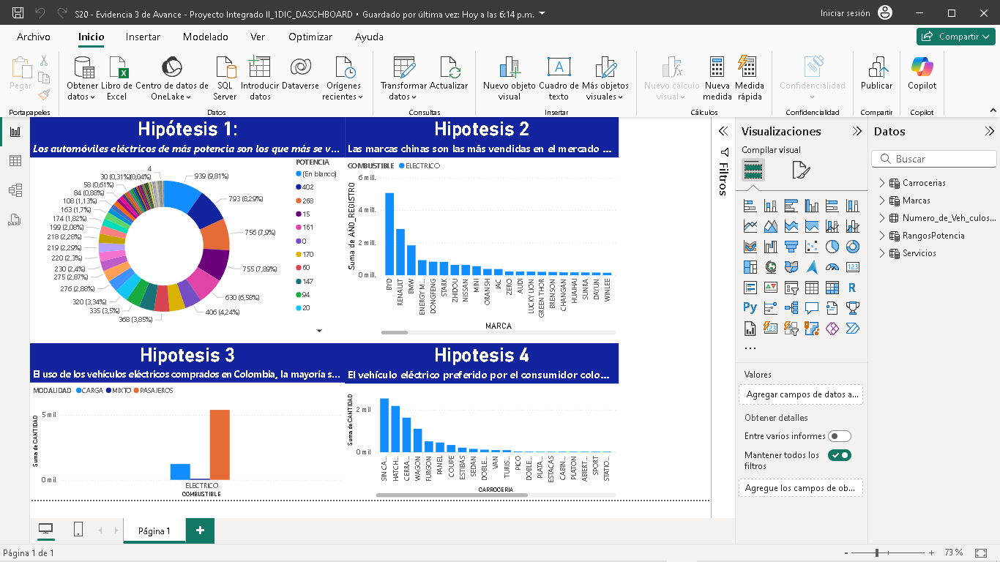 S20 - Evidencia 3 de Avance - Proyecto Integrado II_1DIC_DASCHBOARD • Guardado por última vez: Hoy a las 6:14 p.m.
Iniciar sesión
Archivo
Inicio
Insertar
Modelado
Ver
Optimizar
Ayuda
Compartir
Pegar
Obtener datos
Libro de Excel
Centro de datos de OneLake
SQL Server
Introducir datos
Dataverse
Orígenes recientes
Transformar datos
Actualizar
Nuevo objeto visual
Cuadro de texto
Más objetos visuales
Nuevo cálculo visual
Nueva medida
Medida rápida
Confidencialidad
Publicar
Copilot
Portapapeles
Datos
Consultas
Insertar
Cálculos
Confidencialidad
Compartir
Copilot
Hipótesis 1:
Los automóviles eléctricos de más potencia son los que más se v...
POTENCIA
(En blanco)
402
268
15
161
0
170
60
147
94
20
939 (9,81%)
793 (8,29%)
756 (7,9%)
755 (7,89%)
630 (6,58%)
406 (4,24%)
368 (3,85%)
335 (3,5%)
320 (3,34%)
276 (2,88%)
275 (2,87%)
230 (2,4%)
220 (2,3%)
219 (2,29%)
218 (2,28%)
199 (2,08%)
174 (1,82%)
163 (1,7%)
108 (1,13%)
84 (0,88%)
58 (0,61%)
30 (0,31%)
4
Hipotesis 2
Las marcas chinas son las más vendidas en el mercado ...
COMBUSTIBLE
ELECTRICO
Suma de AÑO_REGISTRO
6 mill.
4 mill.
2 mill.
0 mill.
BYD
RENAULT
BMW
ENERGY M...
DONGFENG
STARK
ZHIDOU
NISSAN
MINI
ORANSH
JAC
ZERO
AUDI
LUCKY LION
GREEN THOR
BRENSON
CHANGAN
HUAIHAI
SUNRA
DAYUN
WINLEE
MARCA
Hipotesis 3
El uso de los vehículos eléctricos comprados en Colombia, la mayoría s...
MODALIDAD
CARGA
MIXTO
PASAJEROS
Suma de CANTIDAD
5 mil
0 mil
ELECTRICO
COMBUSTIBLE
Hipotesis 4
El vehículo eléctrico preferido por el consumidor colo...
Suma de CANTIDAD
2 mil
0 mil
SIN CA...
HATCH...
CERRA...
WAGON
FURGON
PANEL
COUPE
ESTIBAS
SEDAN
DOBLE...
VAN
TURIS...
PICO
DOBLE...
PLATA...
ESTACAS
CABIN...
PLATON
ABIERT...
SPORT
STATIO...
CARROCERIA
Filtros
Visualizaciones
Compilar visual
Valores
Agregar campos de datos a...
Obtener detalles
Entre varios informes
Mantener todos los filtros
Agregue los campos de ob...
Datos
Buscar
Carrocerias
Marcas
Numero_de_Veh_culos...
RangosPotencia
Servicios
Página 1
Página 1 de 1
73 %